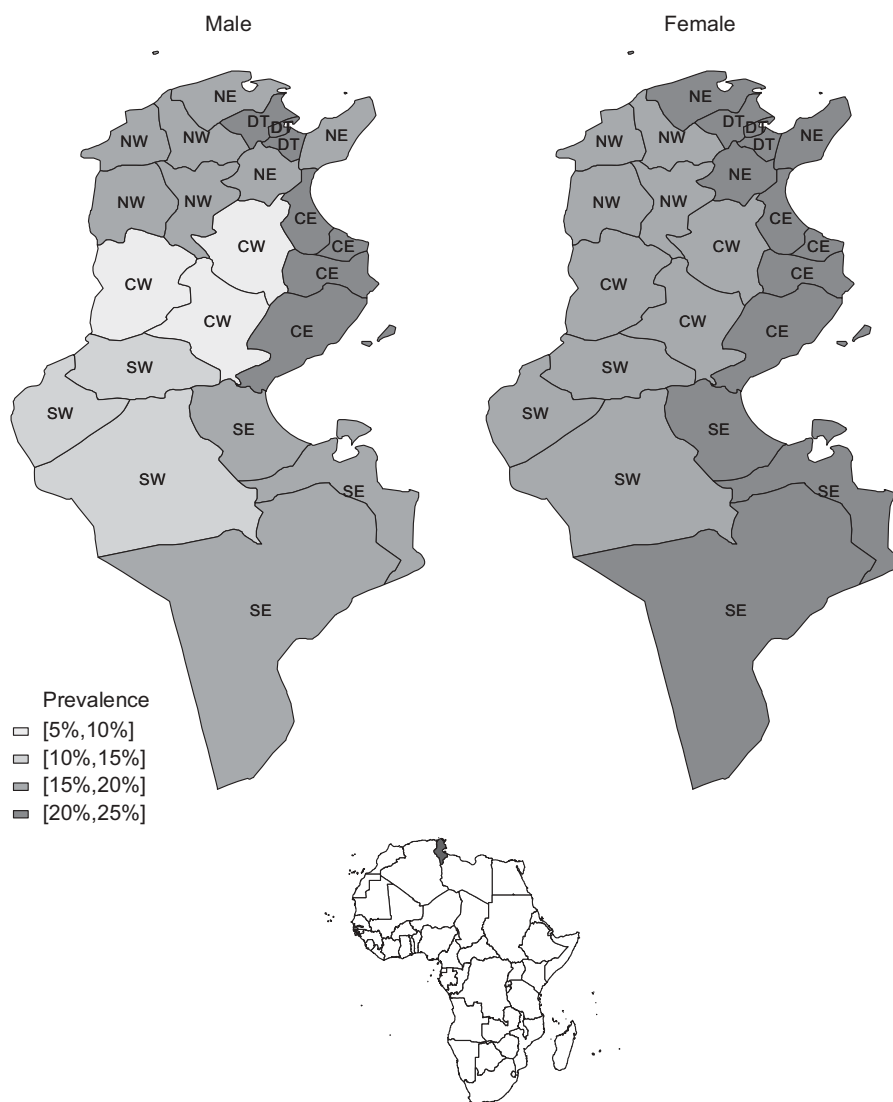 Male
Female
NE
DT
DT
DT
NE
NW
NW
NE
NW
NW
CE
CW
CE
CE
CW
CW
CE
SW
SW
SE
SW
SE
SE
NE
DT
DT
DT
NE
NW
NW
NE
NW
NW
CE
CW
CE
CE
CW
CW
CE
SW
SW
SE
SW
SE
SE
Prevalence
[5%,10%]
[10%,15%]
[15%,20%]
[20%,25%]